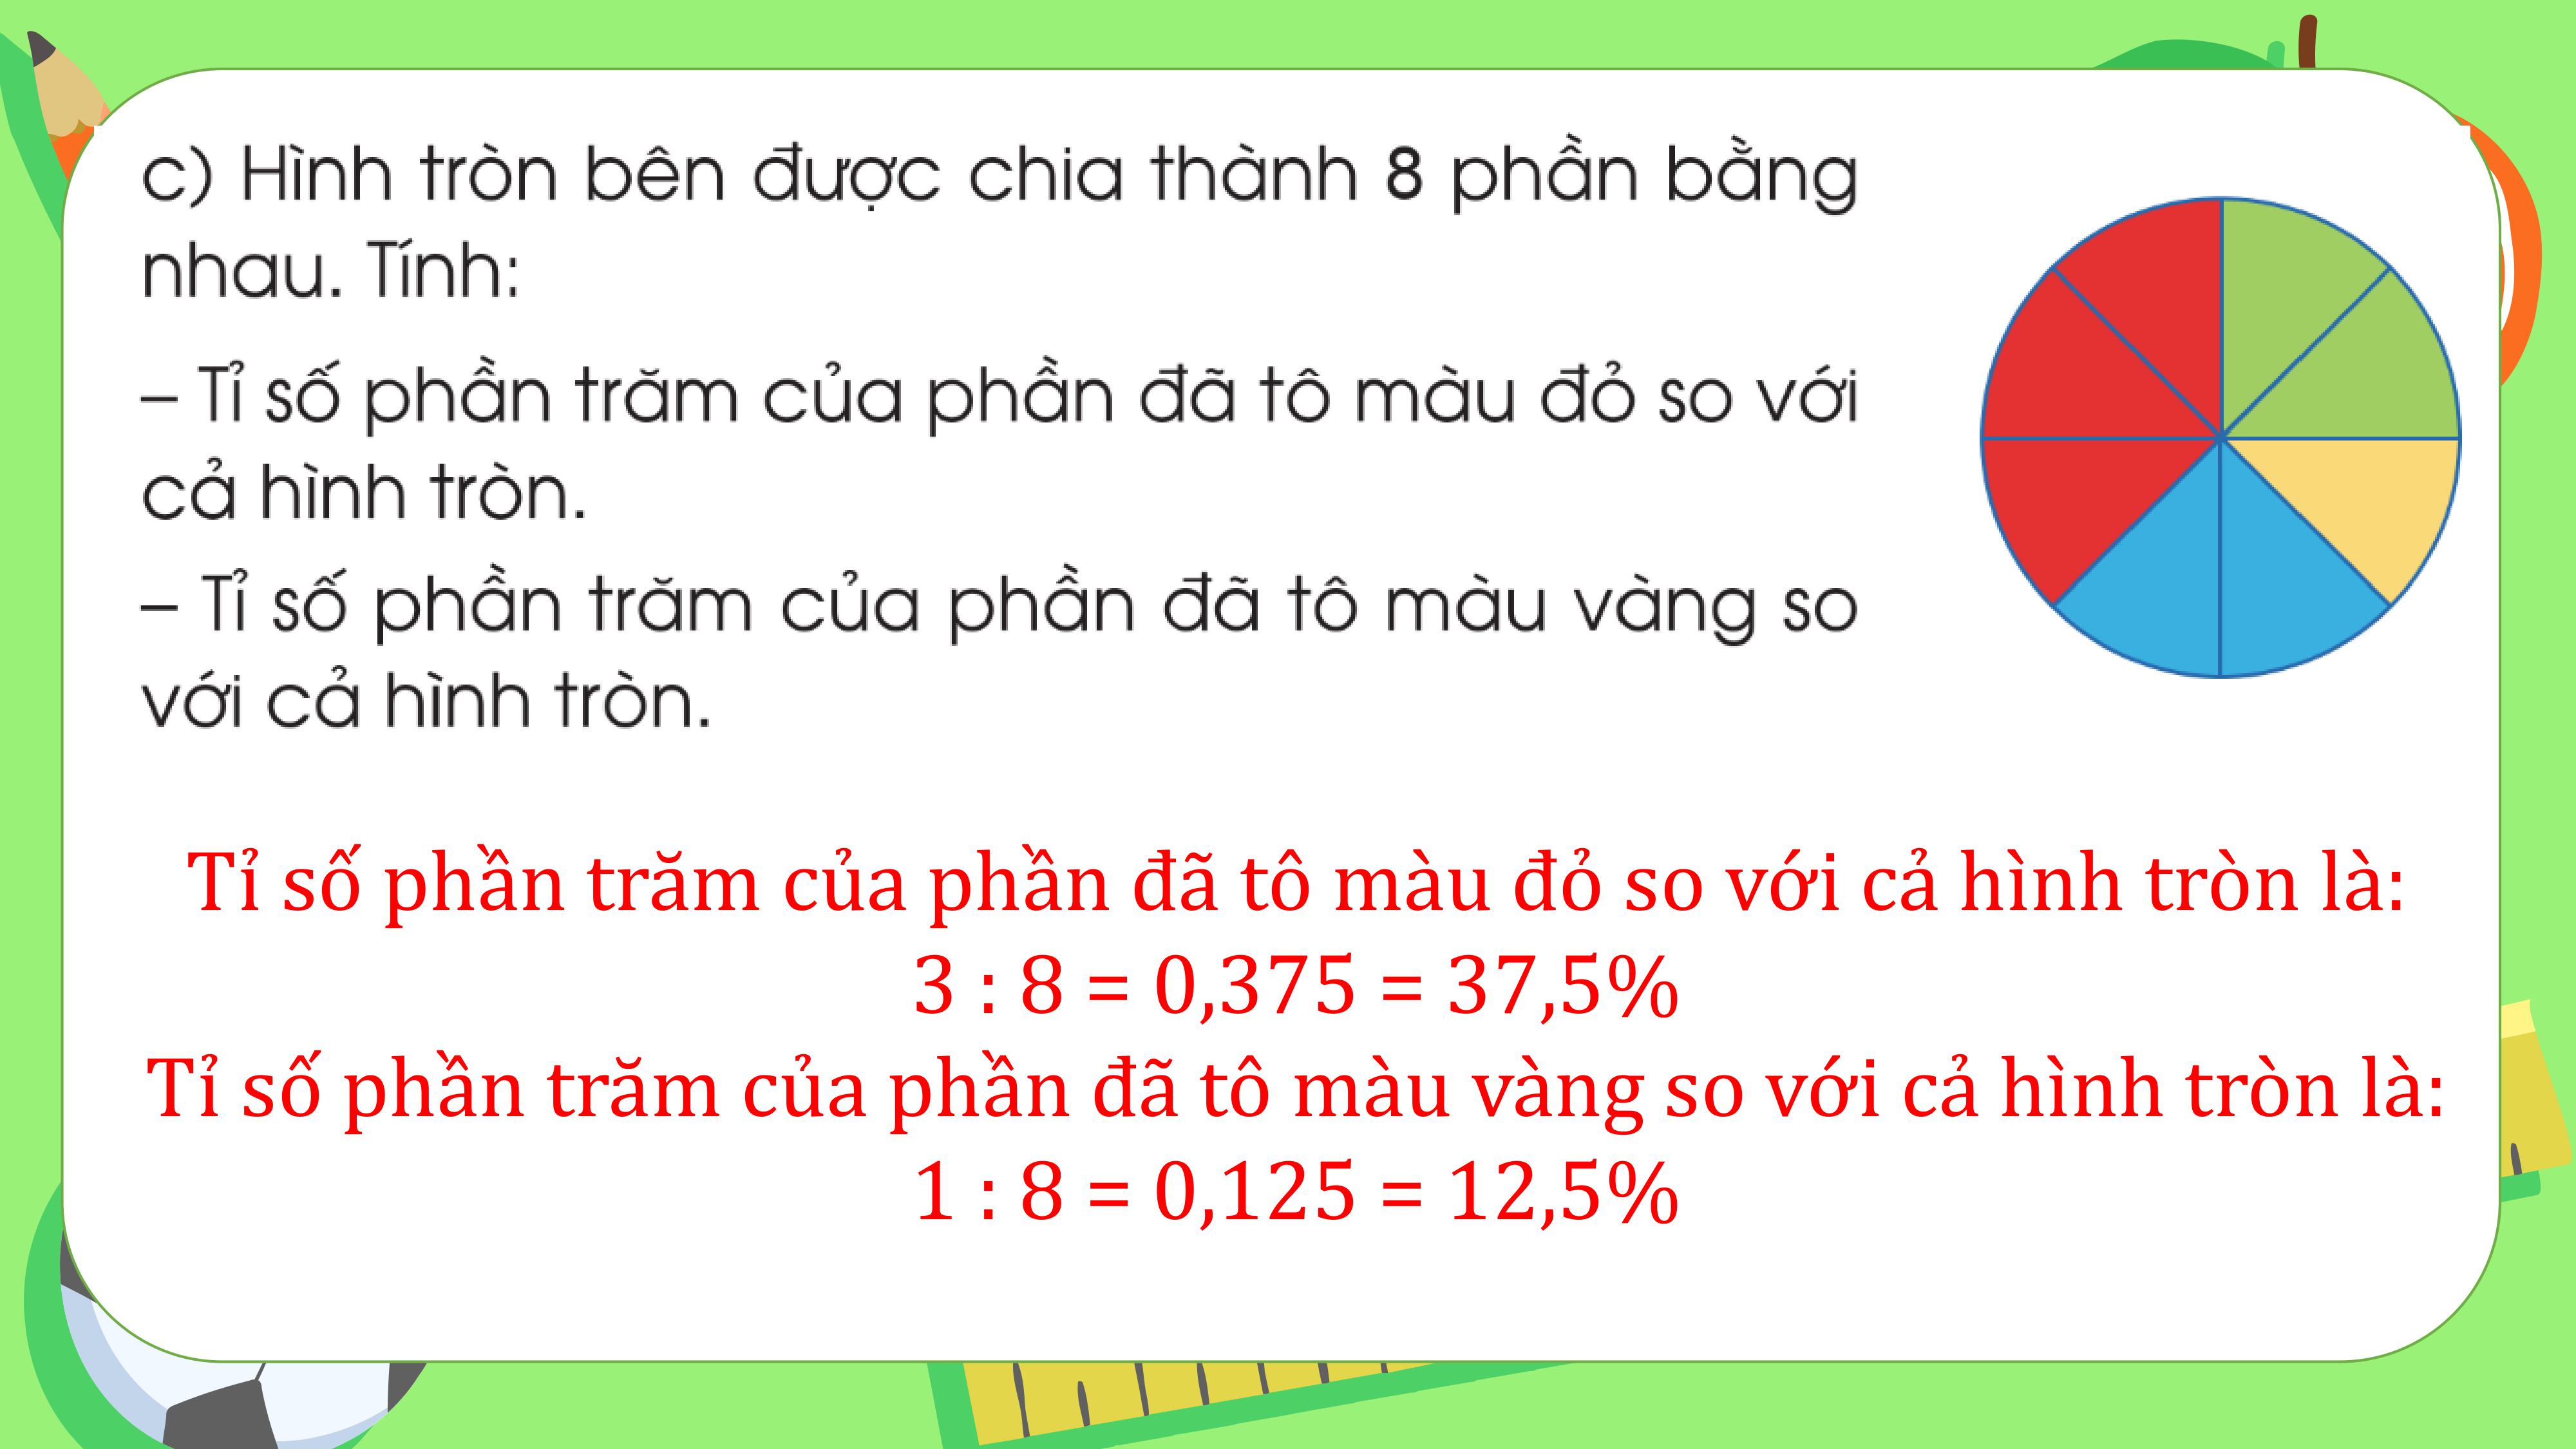 c) Hình tròn bên được chia thành 8 phần bằng
nhau. Tính:
– Tỉ số phần trăm của phần đã tô màu đỏ so với
cả hình tròn.
– Tỉ số phần trăm của phần đã tô màu vàng so
với cả hình tròn.
Tỉ số phần trăm của phần đã tô màu đỏ so với cả hình tròn là:
3 : 8 = 0,375 = 37,5%
Tỉ số phần trăm của phần đã tô màu vàng so với cả hình tròn là:
1 : 8 = 0,125 = 12,5%